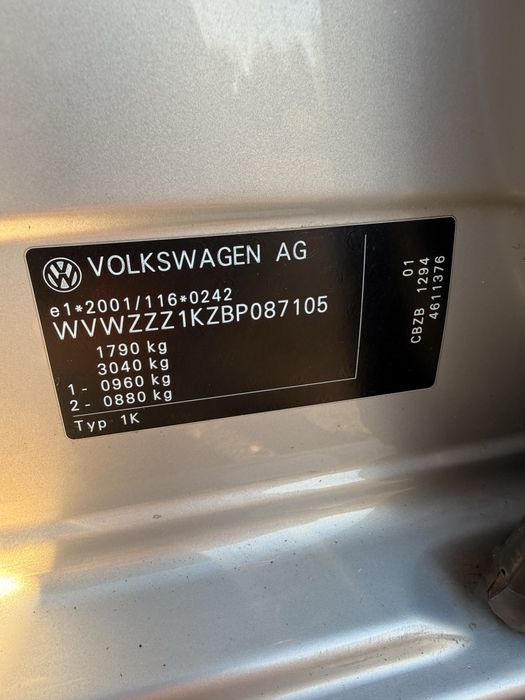 VOLKSWAGEN AG
e1*2001/116*0242
WVWZZZ1KZBP087105
1790 kg
3040 kg
1- 0960 kg
2- 0880 kg
Typ 1K
01
CBZB 1294
4611376